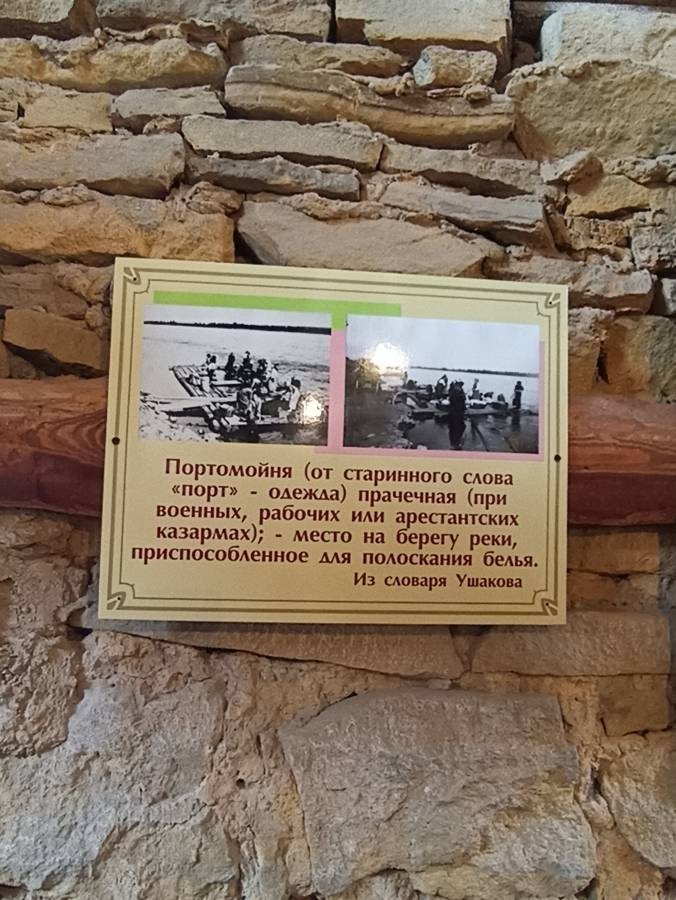 Портомойня (от старинного слова
«порт» - одежда) прачечная (при
военных, рабочих или арестантских
казармах); - место на берегу реки,
приспособленное для полоскания белья.
Из словаря Ушакова